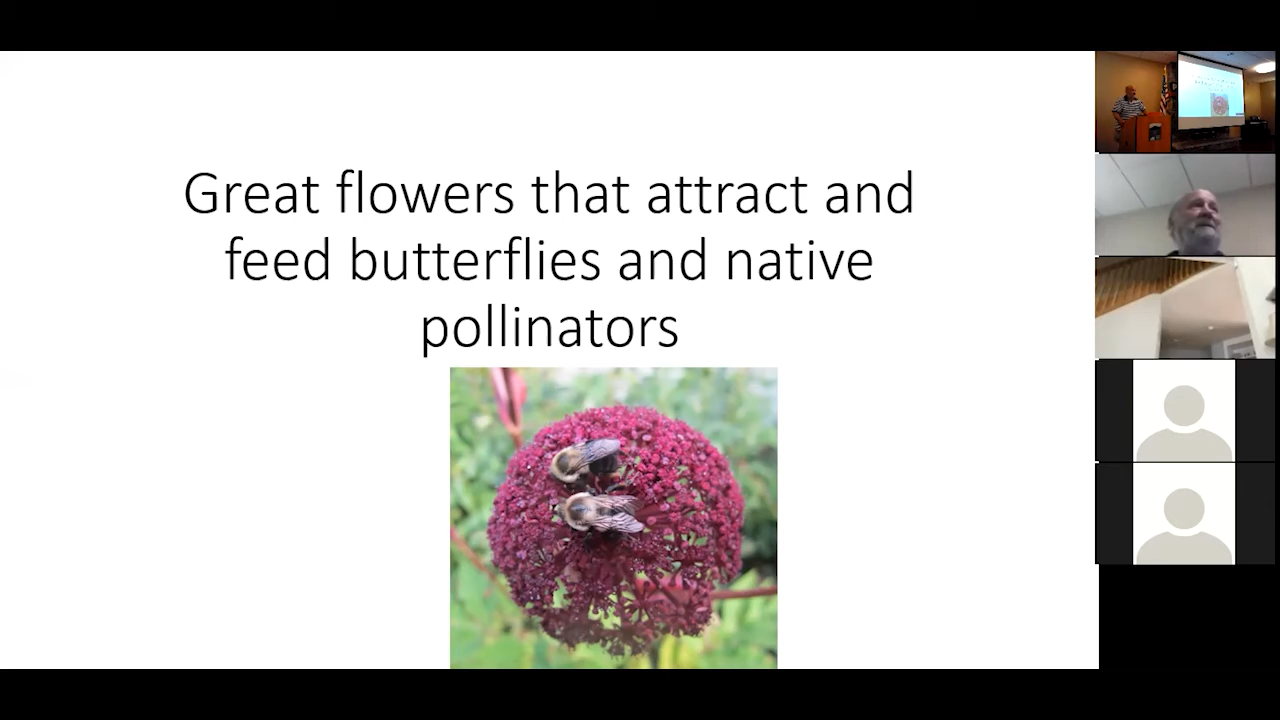 Great flowers that attract and
feed butterflies and native
pollinators